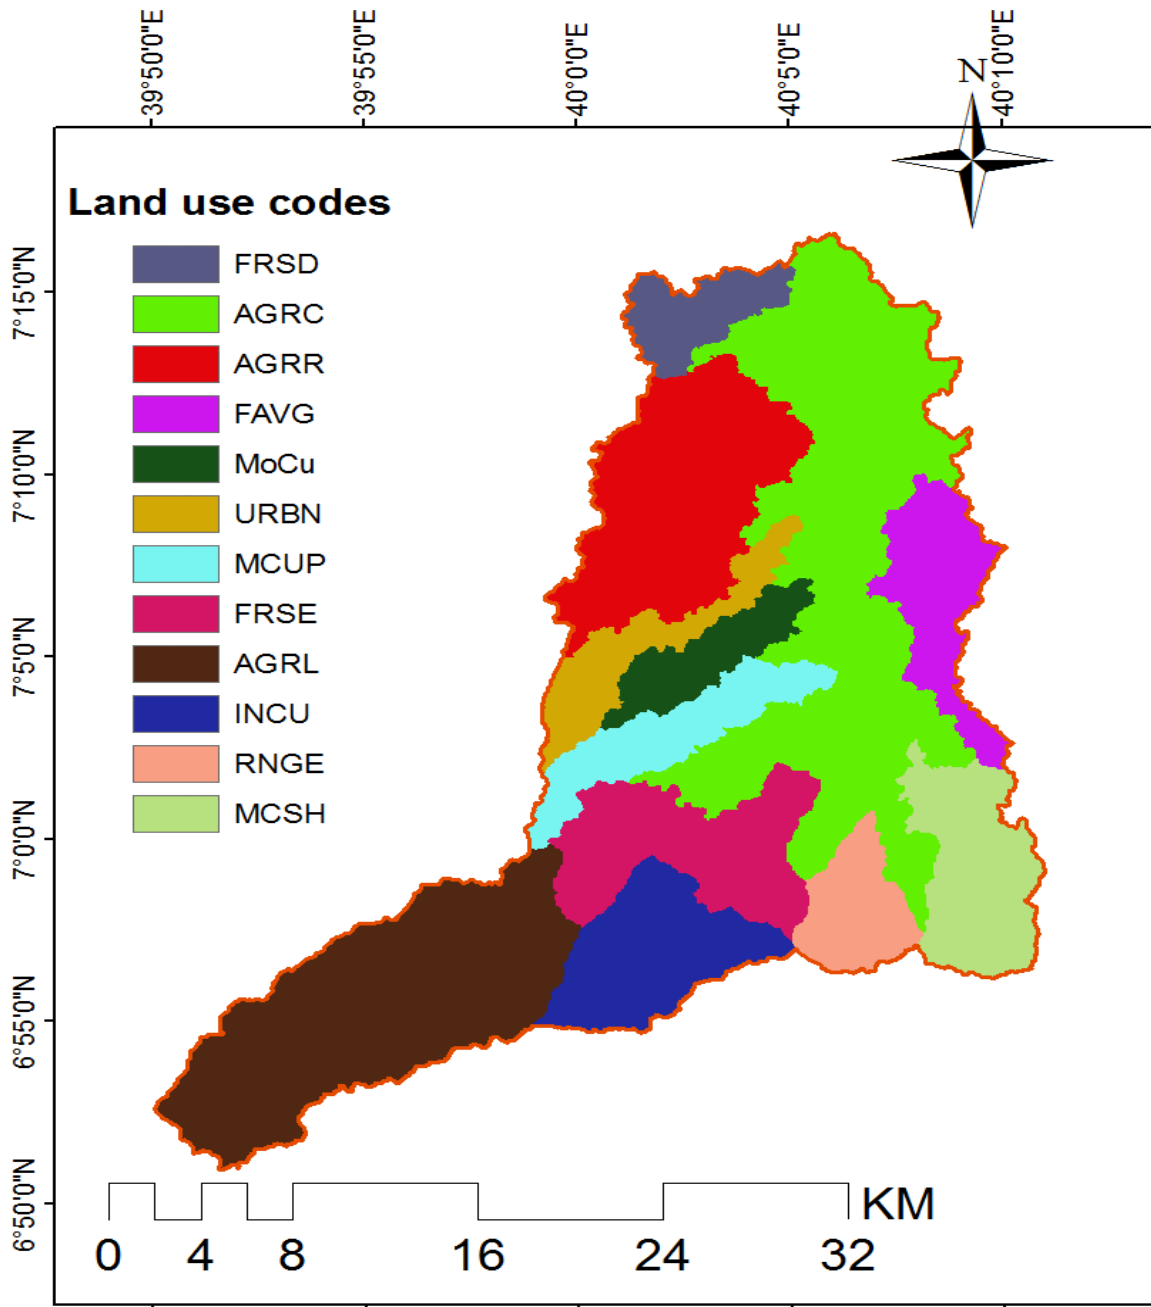 39°50'0"E 39°55'0"E 40°0'0"E 40°5'0"E 40°10'0"E
N
Land use codes
FRSD
AGRC
AGRR
FAVG
MoCu
URBN
MCUP
FRSE
AGRL
INCU
RNGE
MCSH
7°15'0"N
7°10'0"N
7°5'0"N
7°0'0"N
6°55'0"N
6°50'0"N
KM
0 4 8 16 24 32